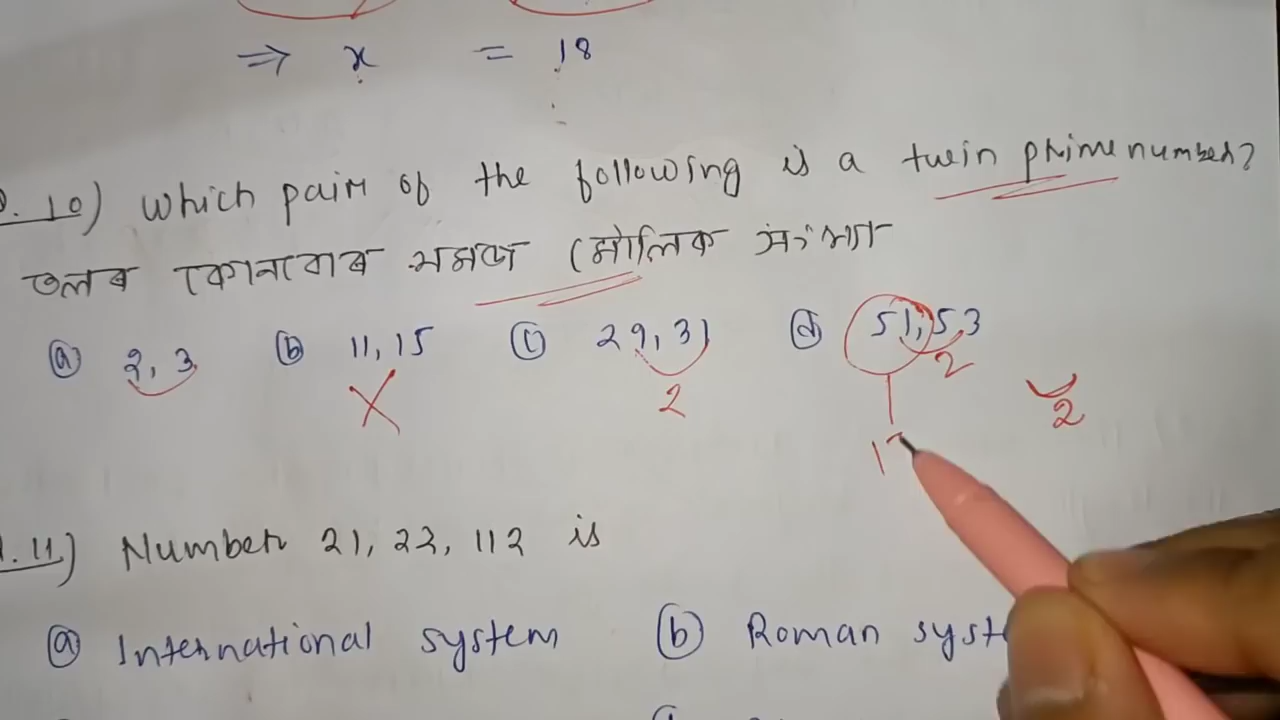 ⇒ x = 18
Q. 10) Which pair of the following is a twin prime number?
তলৰ কোনবোৰ যমজ মৌলিক সংখ্যা
(a) 2, 3 (b) 11, 15 (c) 29, 31 (d) 51, 53
2 2 2
Q. 11) Number 21, 22, 112 is
(a) International system (b) Roman syst